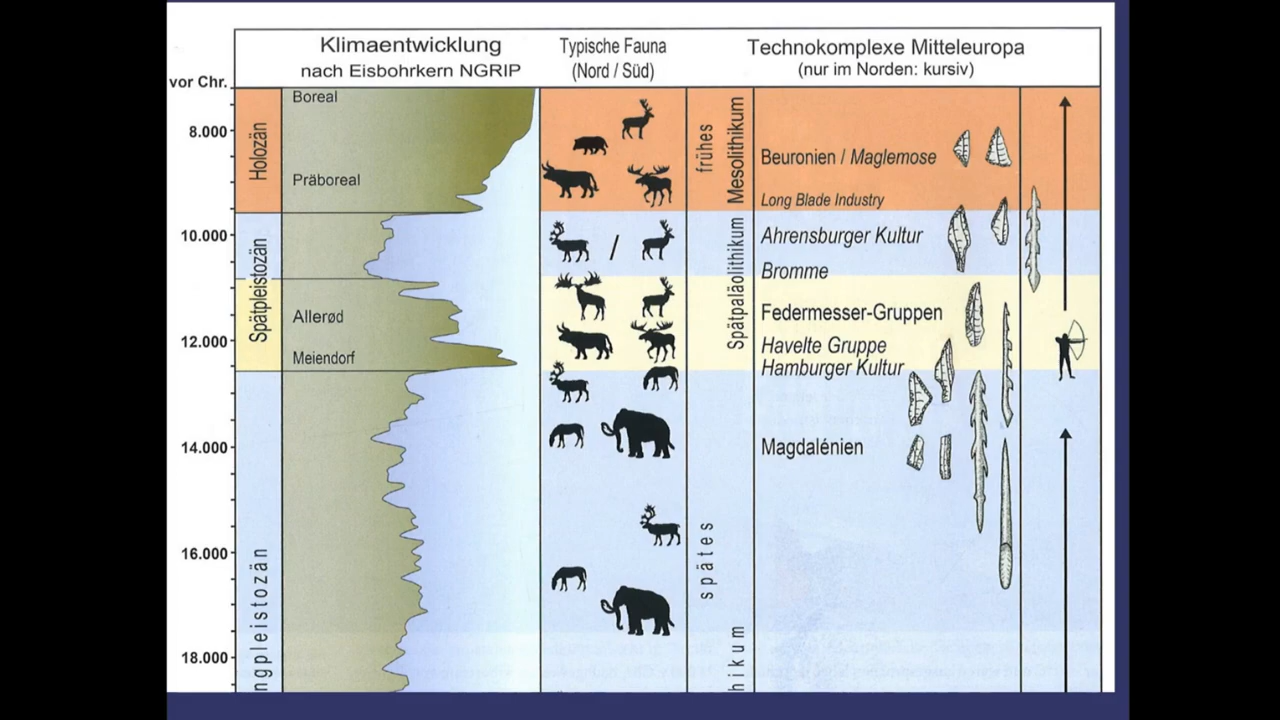 Klimaentwicklung
nach Eisbohrkern NGRIP
Typische Fauna
(Nord / Süd)
Technokomplexe Mitteleuropa
(nur im Norden: kursiv)
vor Chr.
8.000
10.000
12.000
14.000
16.000
18.000
Holozän
Spätpleistozän
ngpleistozän
Boreal
Präboreal
Allerød
Meiendorf
/
frühes
Mesolithikum
Spätpaläolithikum
spätes
hikum
Beuronien / Maglemose
Long Blade Industry
Ahrensburger Kultur
Bromme
Federmesser-Gruppen
Havelte Gruppe
Hamburger Kultur
Magdalénien